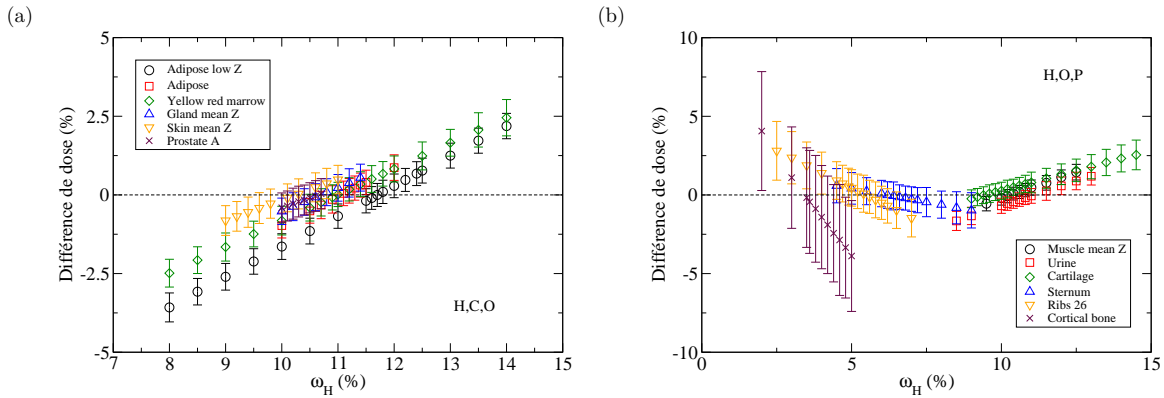 (a)
5
2.5
0
-2.5
-5
Différence de dose (%)
Adipose low Z
Adipose
Yellow red marrow
Gland mean Z
Skin mean Z
Prostate A
H,C,O
7 8 9 10 11 12 13 14 15
ωH (%)
(b)
10
5
0
-5
-10
Différence de dose (%)
H,O,P
Muscle mean Z
Urine
Cartilage
Sternum
Ribs 26
Cortical bone
0 5 10 15
ωH (%)